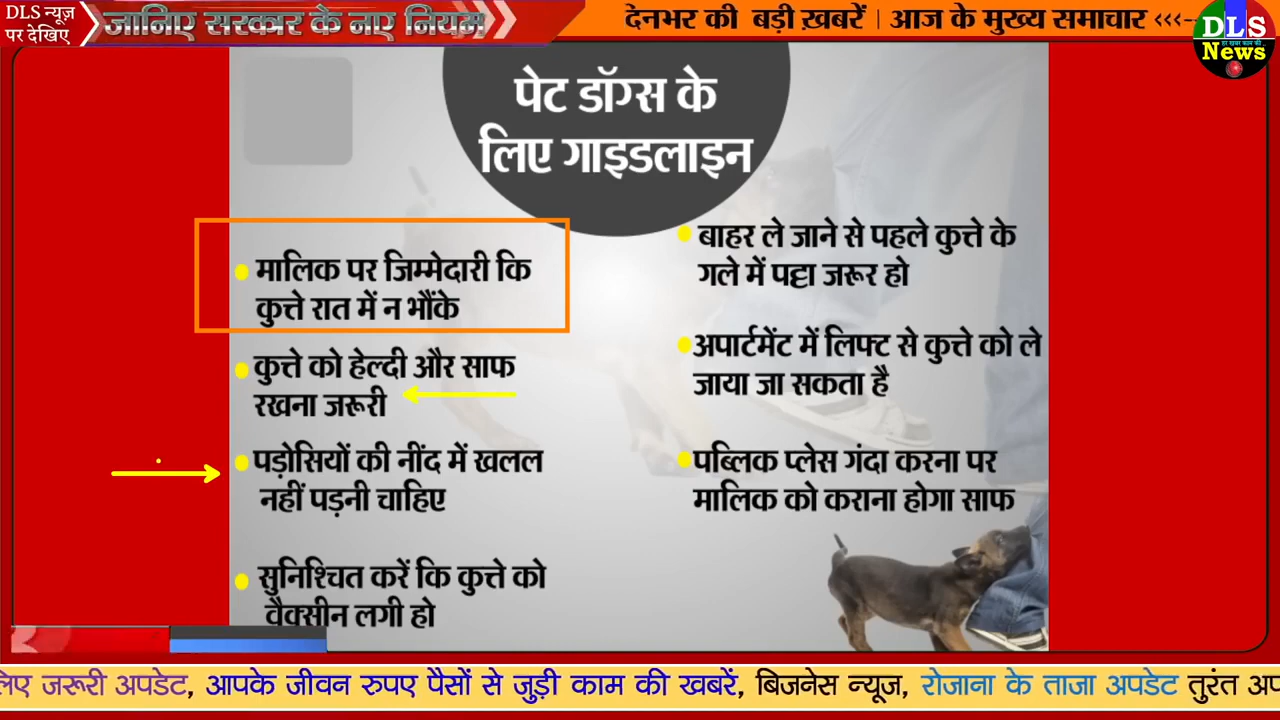 DLS न्यूज़
पर देखिए
जानिए सरकार के नए नियम
देनभर की बड़ी ख़बरें | आज के मुख्य समाचार <<<--
DLS
News
पेट डॉग्स के
लिए गाइडलाइन
मालिक पर जिम्मेदारी कि
कुत्ते रात में न भौंके
कुत्ते को हेल्दी और साफ
रखना जरूरी
पड़ोसियों की नींद में खलल
नहीं पड़नी चाहिए
सुनिश्चित करें कि कुत्ते को
वैक्सीन लगी हो
बाहर ले जाने से पहले कुत्ते के
गले में पट्टा जरूर हो
अपार्टमेंट में लिफ्ट से कुत्ते को ले
जाया जा सकता है
पब्लिक प्लेस गंदा करना पर
मालिक को कराना होगा साफ
लिए जरूरी अपडेट, आपके जीवन रुपए पैसों से जुड़ी काम की खबरें, बिजनेस न्यूज, रोजाना के ताजा अपडेट तुरंत अप